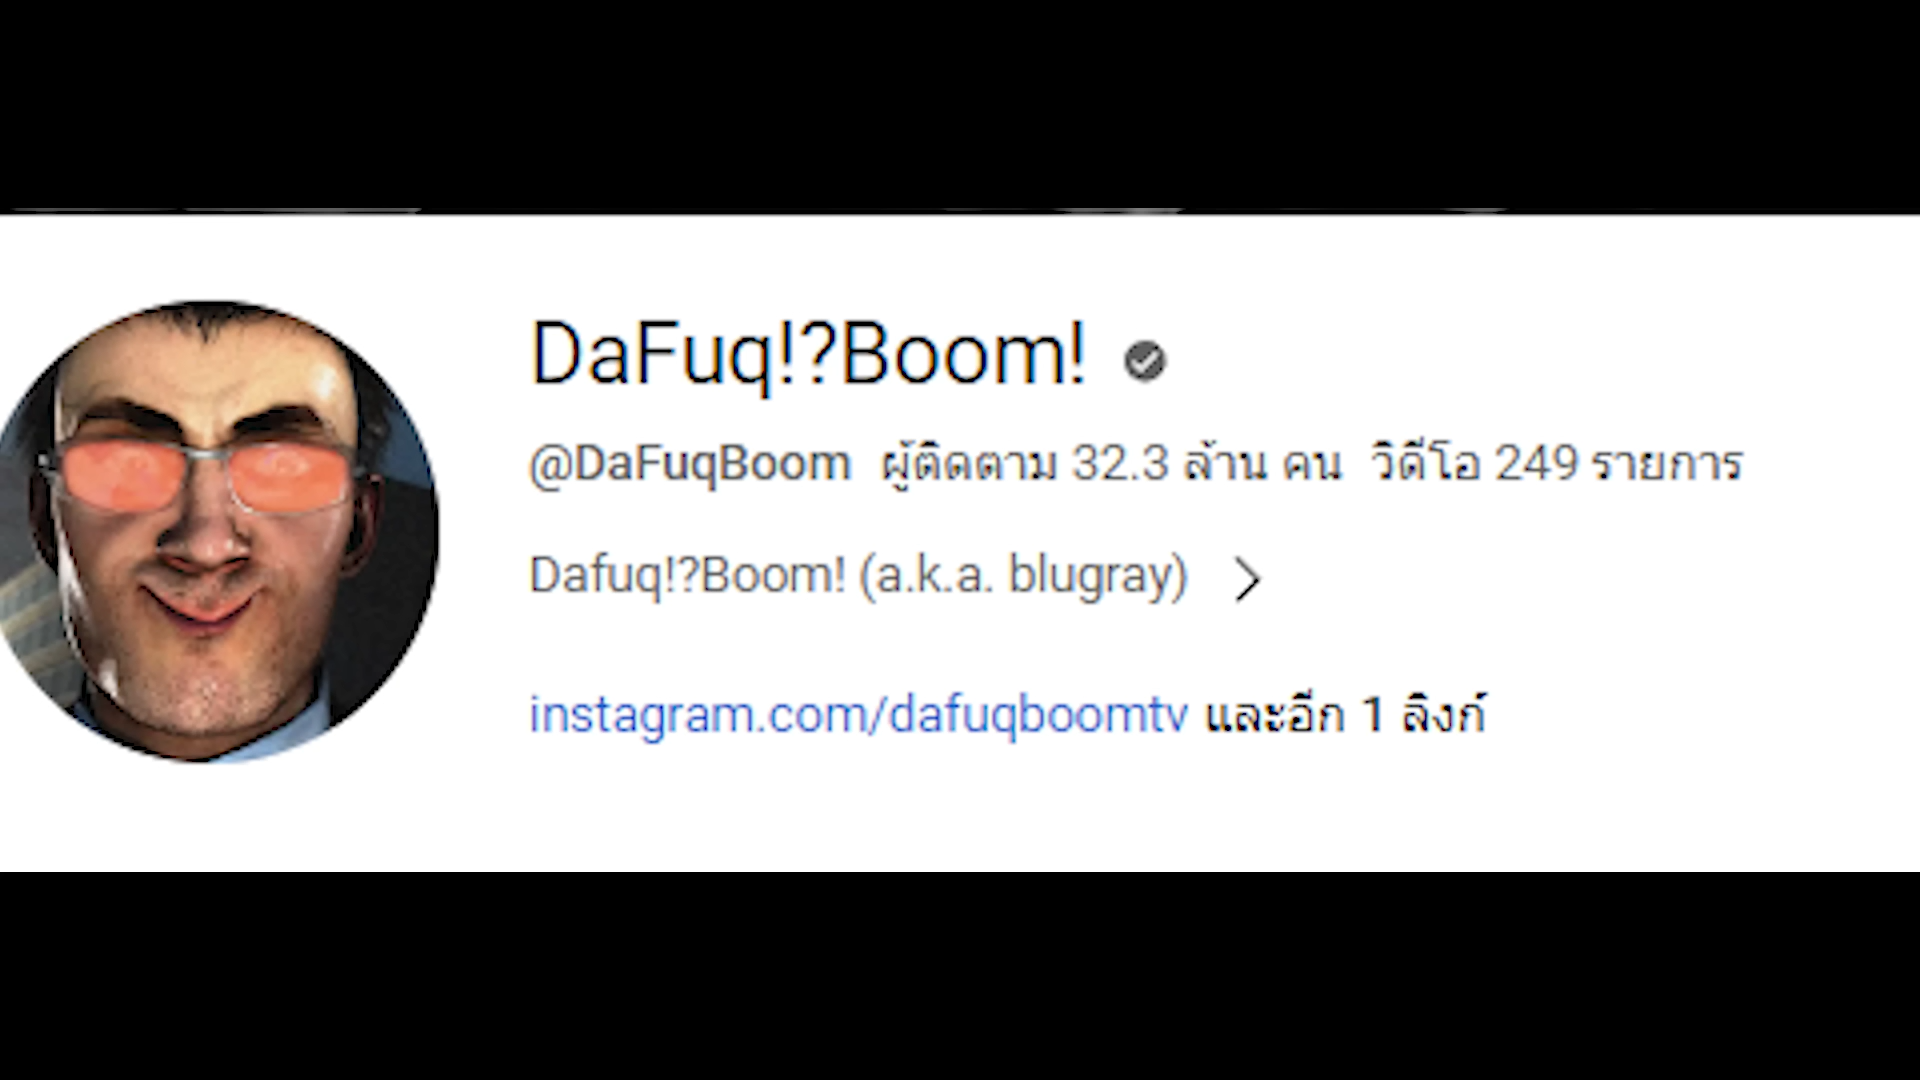 DaFuq!?Boom!
@DaFuqBoom ผู้ติดตาม 32.3 ล้าน คน วิดีโอ 249 รายการ
Dafuq!?Boom! (a.k.a. blugray)
instagram.com/dafuqboomtv และอีก 1 ลิงก์